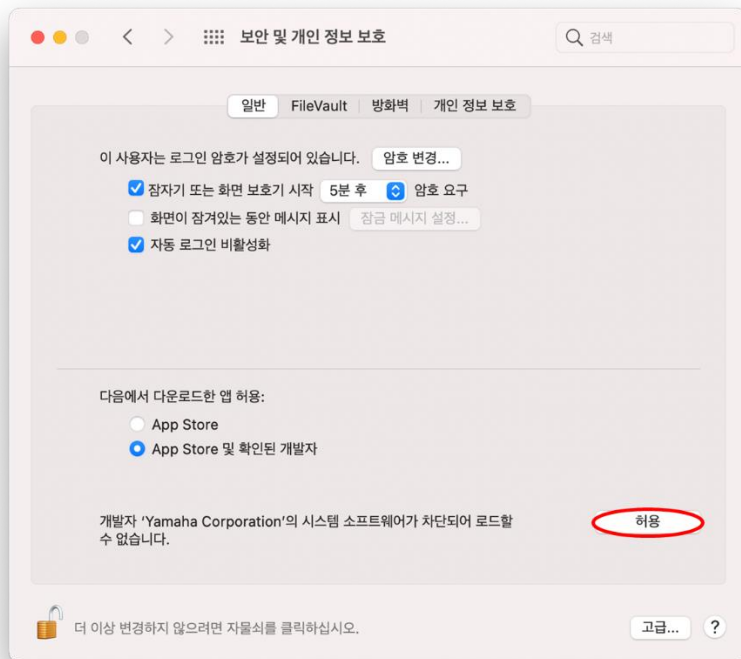 보안 및 개인 정보 보호
검색
일반 FileVault 방화벽 개인 정보 보호
이 사용자는 로그인 암호가 설정되어 있습니다. 암호 변경...
잠자기 또는 화면 보호기 시작 5분 후 암호 요구
화면이 잠겨있는 동안 메시지 표시 잠금 메시지 설정...
자동 로그인 비활성화
다음에서 다운로드한 앱 허용:
App Store
App Store 및 확인된 개발자
개발자 ‘Yamaha Corporation’의 시스템 소프트웨어가 차단되어 로드할 허용
수 없습니다.
더 이상 변경하지 않으려면 자물쇠를 클릭하십시오. 고급... ?